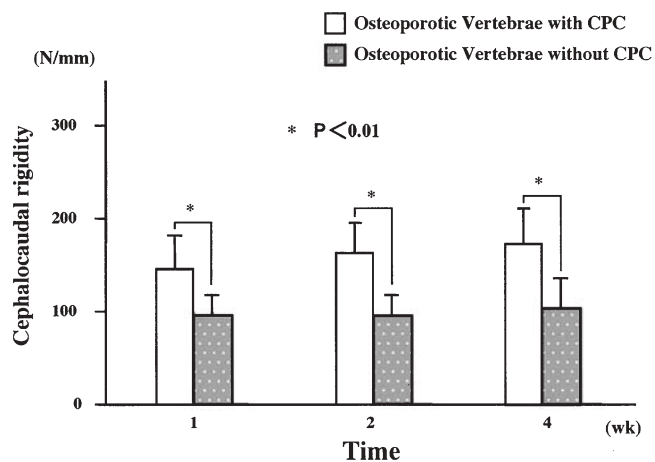 Osteoporotic Vertebrae with CPC
Osteoporotic Vertebrae without CPC
(N/mm)
300
* P<0.01
200
100
0
Cephalocaudal rigidity
*
*
*
1
2
4
(wk)
Time